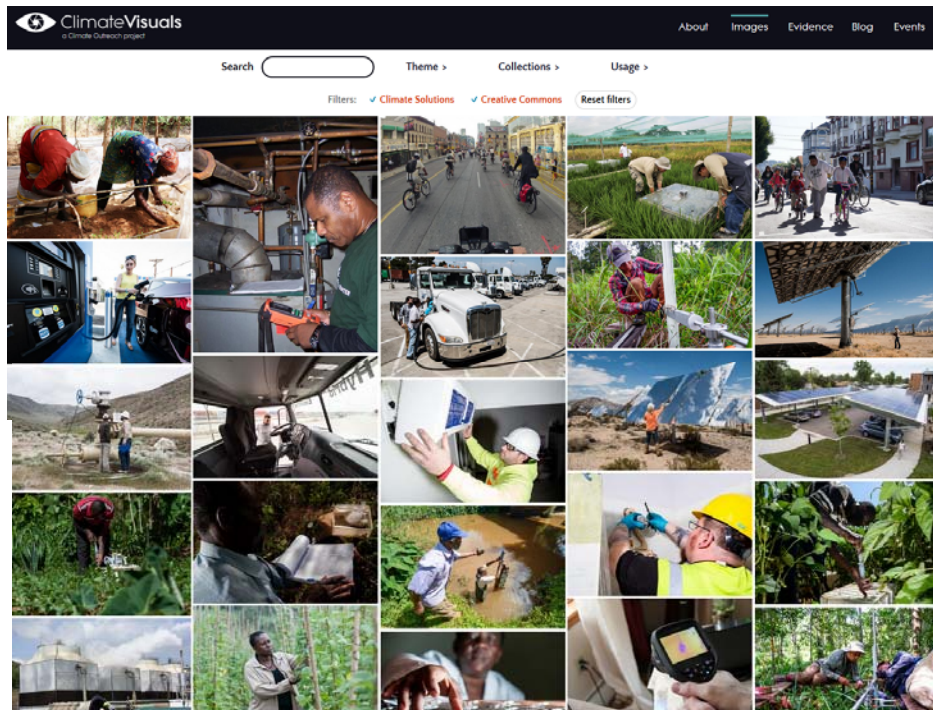 ClimateVisuals
a Climate Outreach project
About Images Evidence Blog Events
Search Theme > Collections > Usage >
Filters: ✓ Climate Solutions ✓ Creative Commons Reset filters